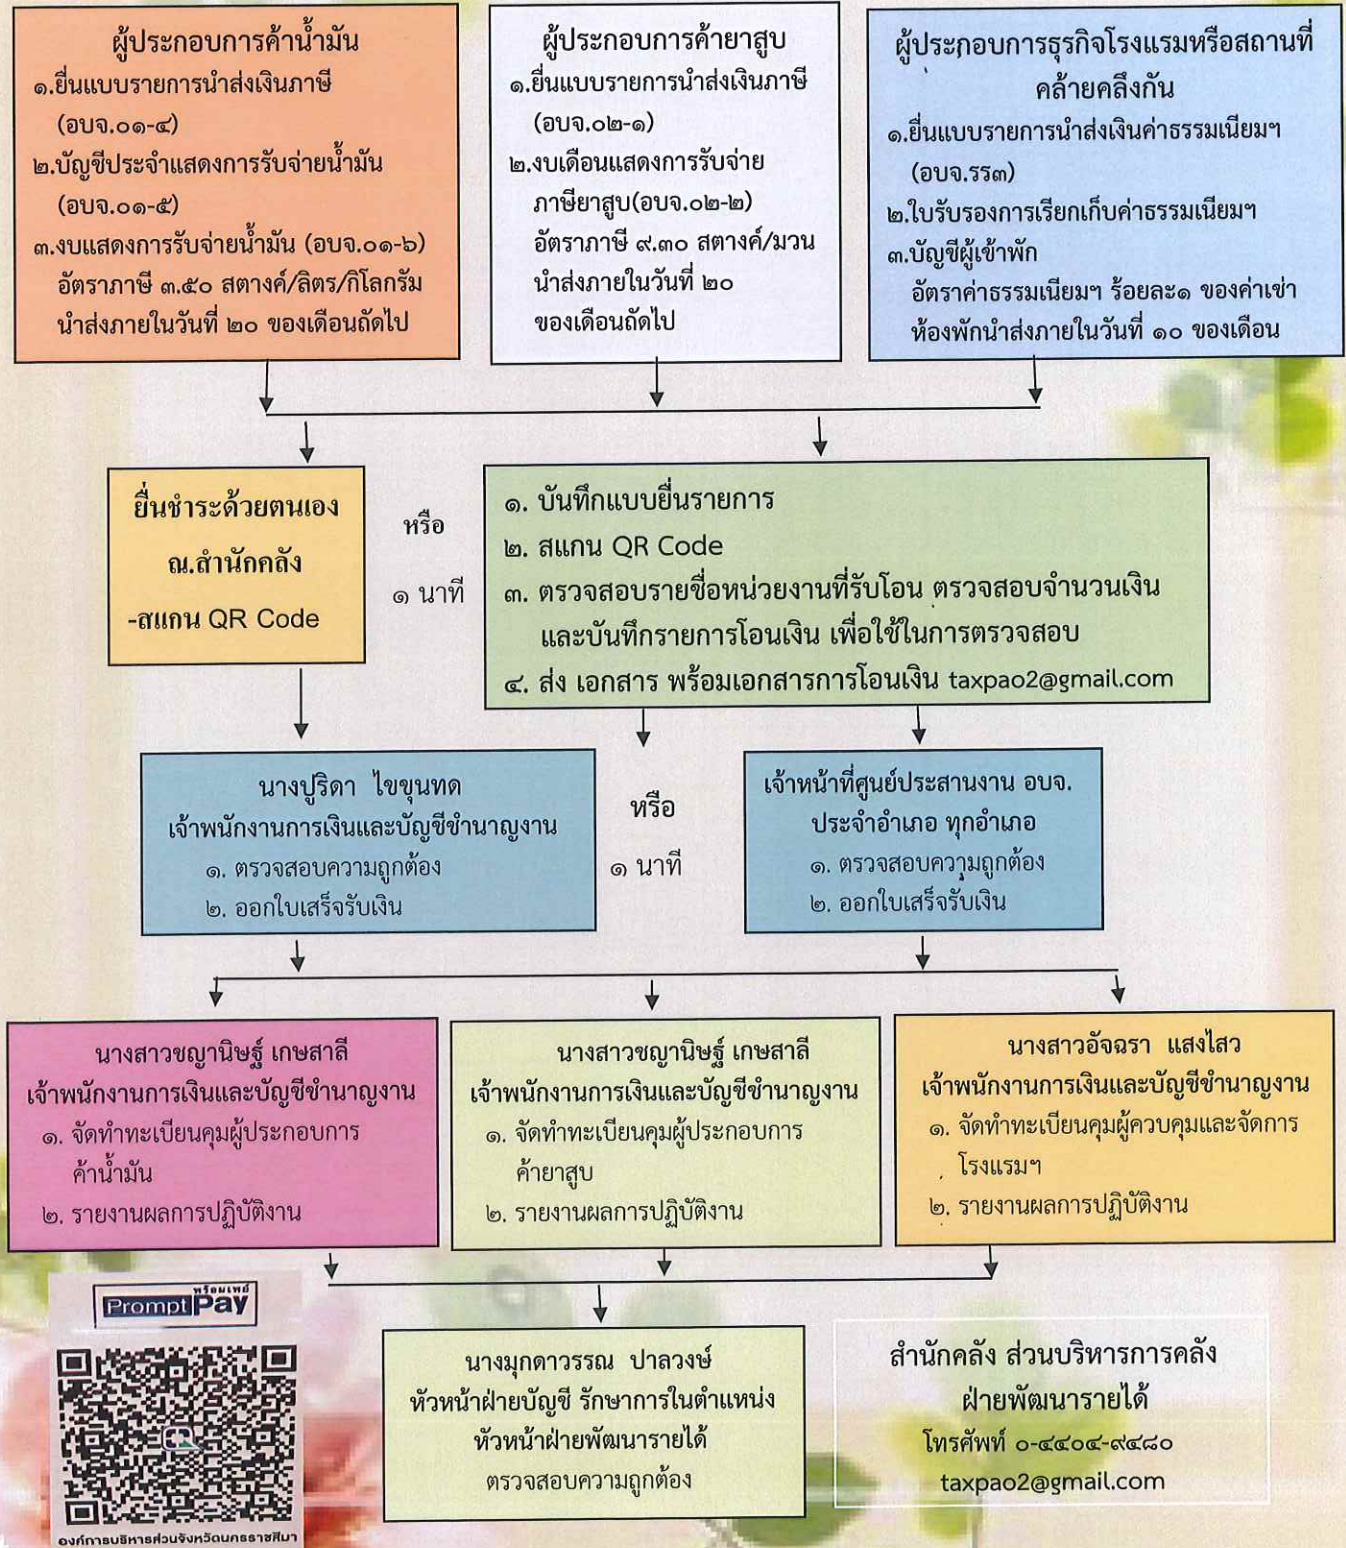 ผู้ประกอบการค้าน้ำมัน
๑.ยื่นแบบรายการนำส่งเงินภาษี
(อบจ.๐๑-๔)
๒.บัญชีประจำแสดงการรับจ่ายน้ำมัน
(อบจ.๐๑-๕)
๓.งบแสดงการรับจ่ายน้ำมัน (อบจ.๐๑-๖)
อัตราภาษี ๓.๕๐ สตางค์/ลิตร/กิโลกรัม
นำส่งภายในวันที่ ๒๐ ของเดือนถัดไป
ผู้ประกอบการค้ายาสูบ
๑.ยื่นแบบรายการนำส่งเงินภาษี
(อบจ.๐๒-๑)
๒.งบเดือนแสดงการรับจ่าย
ภาษียาสูบ(อบจ.๐๒-๒)
อัตราภาษี ๙.๓๐ สตางค์/มวน
นำส่งภายในวันที่ ๒๐
ของเดือนถัดไป
ผู้ประกอบการธุรกิจโรงแรมหรือสถานที่
คล้ายคลึงกัน
๑.ยื่นแบบรายการนำส่งเงินค่าธรรมเนียมฯ
(อบจ.รร๓)
๒.ใบรับรองการเรียกเก็บค่าธรรมเนียมฯ
๓.บัญชีผู้เข้าพัก
อัตราค่าธรรมเนียมฯ ร้อยละ๑ ของค่าเช่า
ห้องพักนำส่งภายในวันที่ ๑๐ ของเดือน
ยื่นชำระด้วยตนเอง
ณ.สำนักคลัง
-สแกน QR Code
หรือ
๑ นาที
๑. บันทึกแบบยื่นรายการ
๒. สแกน QR Code
๓. ตรวจสอบรายชื่อหน่วยงานที่รับโอน ตรวจสอบจำนวนเงิน
และบันทึกรายการโอนเงิน เพื่อใช้ในการตรวจสอบ
๔. ส่ง เอกสาร พร้อมเอกสารการโอนเงิน taxpao2@gmail.com
นางปูริดา ไขขุนทด
เจ้าพนักงานการเงินและบัญชีชำนาญงาน
๑. ตรวจสอบความถูกต้อง
๒. ออกใบเสร็จรับเงิน
หรือ
๑ นาที
เจ้าหน้าที่ศูนย์ประสานงาน อบจ.
ประจำอำเภอ ทุกอำเภอ
๑. ตรวจสอบความถูกต้อง
๒. ออกใบเสร็จรับเงิน
นางสาวชญานิษฐ์ เกษสาลี
เจ้าพนักงานการเงินและบัญชีชำนาญงาน
๑. จัดทำทะเบียนคุมผู้ประกอบการ
ค้าน้ำมัน
๒. รายงานผลการปฏิบัติงาน
นางสาวชญานิษฐ์ เกษสาลี
เจ้าพนักงานการเงินและบัญชีชำนาญงาน
๑. จัดทำทะเบียนคุมผู้ประกอบการ
ค้ายาสูบ
๒. รายงานผลการปฏิบัติงาน
นางสาวอัจฉรา แสงไสว
เจ้าพนักงานการเงินและบัญชีชำนาญงาน
๑. จัดทำทะเบียนคุมผู้ควบคุมและจัดการ
โรงแรมฯ
๒. รายงานผลการปฏิบัติงาน
พร้อมเพย์
PromptPay
องค์การบริหารส่วนจังหวัดนครราชสีมา
นางมุกดาวรรณ ปาลวงษ์
หัวหน้าฝ่ายบัญชี รักษาการในตำแหน่ง
หัวหน้าฝ่ายพัฒนารายได้
ตรวจสอบความถูกต้อง
สำนักคลัง ส่วนบริหารการคลัง
ฝ่ายพัฒนารายได้
โทรศัพท์ ๐-๔๔๐๔-๙๔๘๐
taxpao2@gmail.com